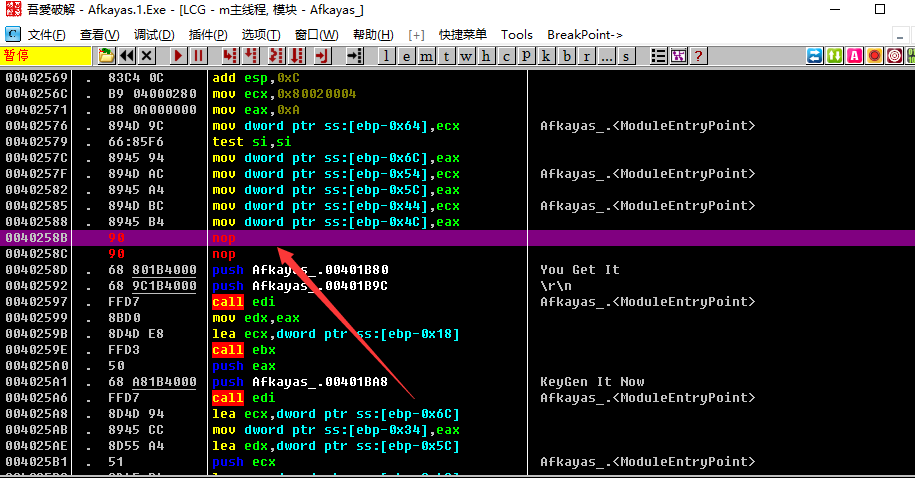 吾愛破解 - Afkayas.1.Exe - [LCG - m主线程, 模块 - Afkayas_]
C 文件(F) 查看(V) 调试(D) 插件(P) 选项(T) 窗口(W) 帮助(H) [+] 快捷菜单 Tools BreakPoint->
暂停 l e m t w h c p k b r ... s ?
00402569 . 83C4 0C add esp,0xC
0040256C . B9 04000280 mov ecx,0x80020004
00402571 . B8 0A000000 mov eax,0xA
00402576 . 894D 9C mov dword ptr ss:[ebp-0x64],ecx Afkayas_.<ModuleEntryPoint>
00402579 . 66:85F6 test si,si
0040257C . 8945 94 mov dword ptr ss:[ebp-0x6C],eax
0040257F . 894D AC mov dword ptr ss:[ebp-0x54],ecx Afkayas_.<ModuleEntryPoint>
00402582 . 8945 A4 mov dword ptr ss:[ebp-0x5C],eax
00402585 . 894D BC mov dword ptr ss:[ebp-0x44],ecx Afkayas_.<ModuleEntryPoint>
00402588 . 8945 B4 mov dword ptr ss:[ebp-0x4C],eax
0040258B 90 nop
0040258C 90 nop
0040258D . 68 801B4000 push Afkayas_.00401B80 You Get It
00402592 . 68 9C1B4000 push Afkayas_.00401B9C \r\n
00402597 . FFD7 call edi Afkayas_.<ModuleEntryPoint>
00402599 . 8BD0 mov edx,eax
0040259B . 8D4D E8 lea ecx,dword ptr ss:[ebp-0x18]
0040259E . FFD3 call ebx
004025A0 . 50 push eax
004025A1 . 68 A81B4000 push Afkayas_.00401BA8 KeyGen It Now
004025A6 . FFD7 call edi Afkayas_.<ModuleEntryPoint>
004025A8 . 8D4D 94 lea ecx,dword ptr ss:[ebp-0x6C]
004025AB . 8945 CC mov dword ptr ss:[ebp-0x34],eax
004025AE . 8D55 A4 lea edx,dword ptr ss:[ebp-0x5C]
004025B1 . 51 push ecx Afkayas_.<ModuleEntryPoint>